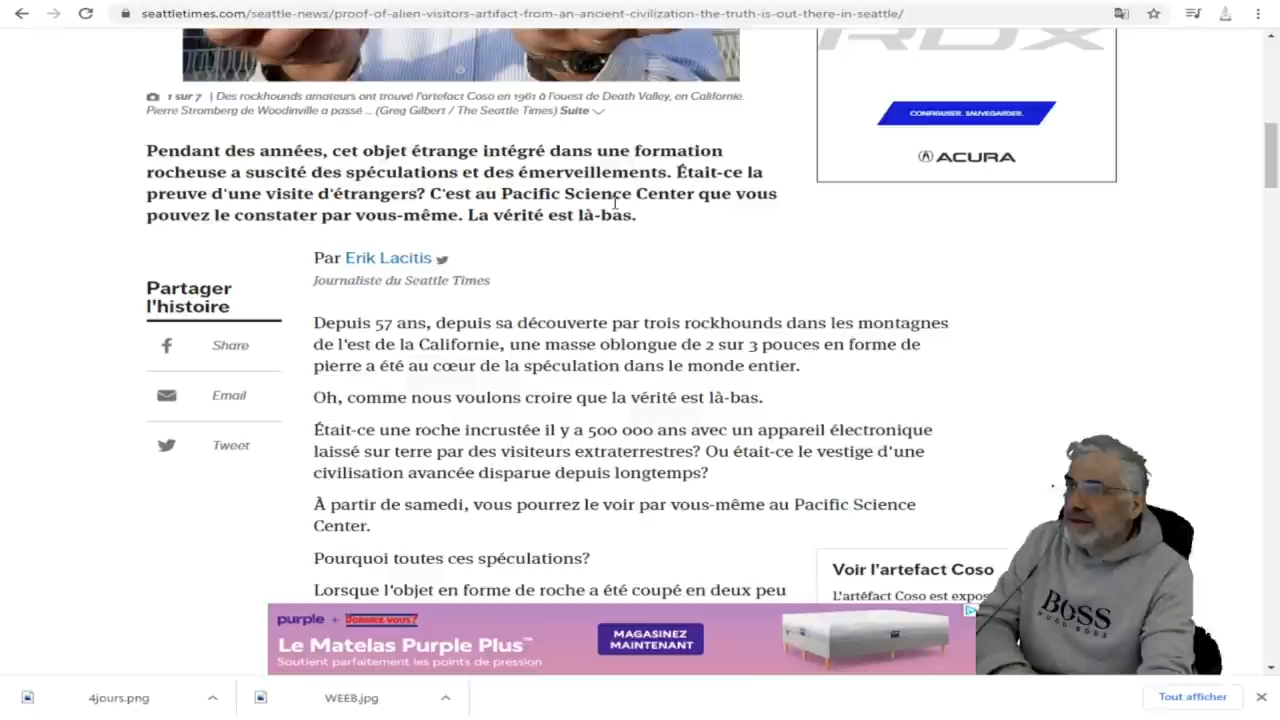 seattletimes.com/seattle-news/proof-of-alien-visitors-artifact-from-an-ancient-civilization-the-truth-is-out-there-in-seattle/
1 sur 7 | Des rockhounds amateurs ont trouvé l'artefact Coso en 1961 à l'ouest de Death Valley, en Californie.
Pierre Stromberg de Woodinville a passé ... (Greg Gilbert / The Seattle Times) Suite
CONFIGURER. SAUVEGARDER.
ACURA
Pendant des années, cet objet étrange intégré dans une formation
rocheuse a suscité des spéculations et des émerveillements. Était-ce la
preuve d'une visite d'étrangers? C'est au Pacific Science Center que vous
pouvez le constater par vous-même. La vérité est là-bas.
Par Erik Lacitis
Journaliste du Seattle Times
Partager
l'histoire
Share
Email
Tweet
Depuis 57 ans, depuis sa découverte par trois rockhounds dans les montagnes
de l'est de la Californie, une masse oblongue de 2 sur 3 pouces en forme de
pierre a été au cœur de la spéculation dans le monde entier.
Oh, comme nous voulons croire que la vérité est là-bas.
Était-ce une roche incrustée il y a 500 000 ans avec un appareil électronique
laissé sur terre par des visiteurs extraterrestres? Ou était-ce le vestige d'une
civilisation avancée disparue depuis longtemps?
À partir de samedi, vous pourrez le voir par vous-même au Pacific Science
Center.
Pourquoi toutes ces spéculations?
Lorsque l'objet en forme de roche a été coupé en deux peu
Voir l'artefact Coso
L'artéfact Coso est expos
purple + DORMEZ-VOUS?
Le Matelas Purple Plus™
Soutient parfaitement les points de pression
MAGASINEZ
MAINTENANT
BOSS
HUGO BOSS
4jours.png
WEEB.jpg
Tout afficher